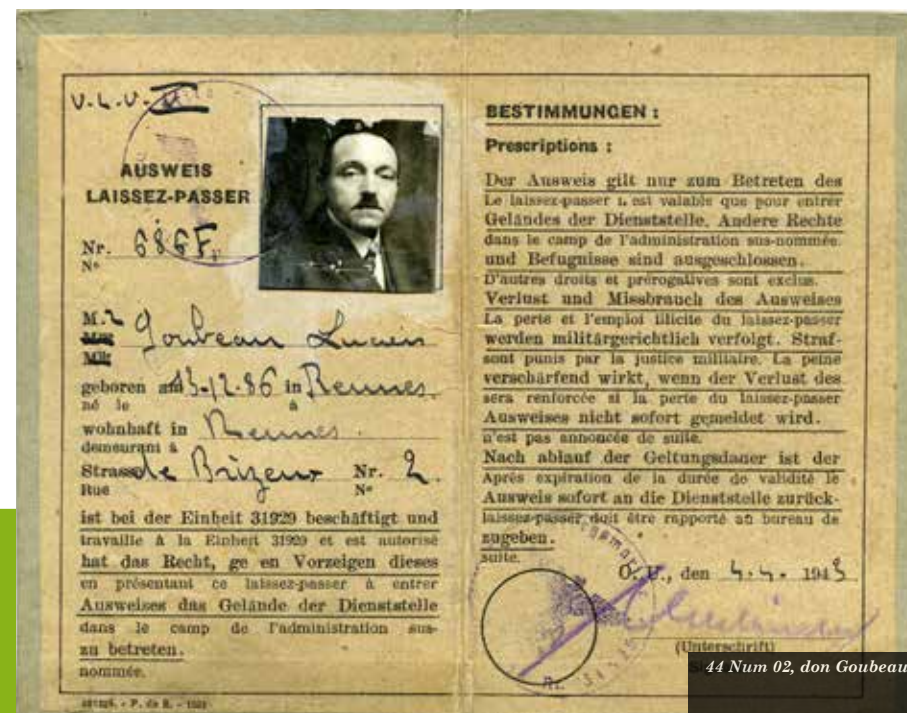 V.L.V.
AUSWEIS
LAISSEZ-PASSER
Nr. 686F
N°
M. Goubeau Lucien
Mlle
geboren am 13-12-86 in Rennes.
né le à
wohnhaft in Rennes.
demeurant à
Strasse de Brizeux Nr. 2
Rue N°
ist bei der Einheit 31929 beschäftigt und
travaille à la Einheit 31929 et est autorisé
hat das Recht, ge en Vorzeigen dieses
en présentant ce laissez-passer à entrer
Ausweises das Gelände der Dienststelle
dans le camp de l'administration sus-
zu betreten.
nommée.
BESTIMMUNGEN :
Prescriptions :
Der Ausweis gilt nur zum Betreten des
Le laissez-passer n'est valable que pour entrer
Geländes der Dienststelle. Andere Rechte
dans le camp de l'administration sus-nommée.
und Befugnisse sind ausgeschlossen.
D'autres droits et prérogatives sont exclus.
Verlust und Missbrauch des Ausweises
La perte et l'emploi illicite du laissez-passer
werden militärgerichtlich verfolgt. Straf-
sont punis par la justice militaire. La peine
verschärfend wirkt, wenn der Verlust des
sera renforcée si la perte du laissez-passer
Ausweises nicht sofort gemeldet wird.
n'est pas annoncée de suite.
Nach ablauf der Geltungsdauer ist der
Après expiration de la durée de validité le
Ausweis sofort an die Dienststelle zurück-
laissez-passer doit être rapporté au bureau de
zugeben.
suite.
O. U., den 4. 4. 1943
(Unterschrift)
44 Num 02, don Goubeau